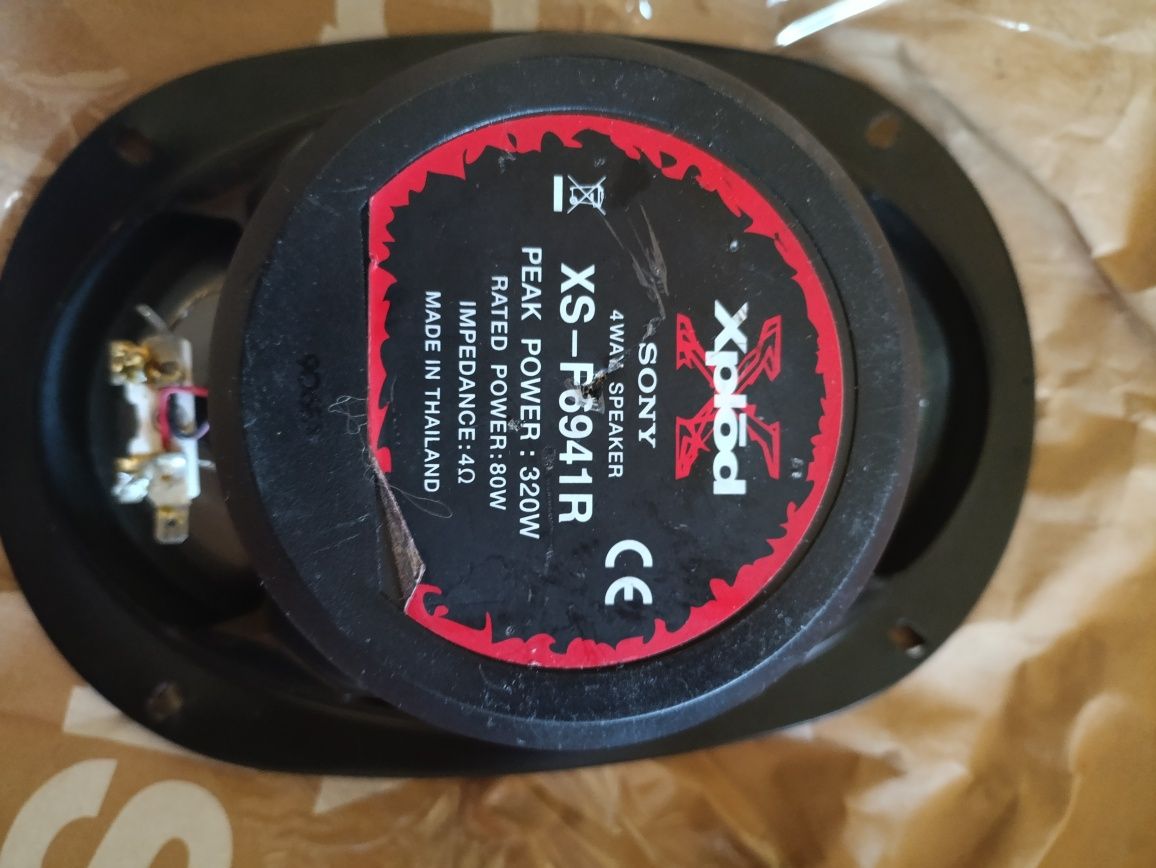 Xplōd
SONY
4WAY SPEAKER
XS-F6941R
PEAK POWER : 320W
RATED POWER:80W
IMPEDANCE:4Ω
MADE IN THAILAND
CE